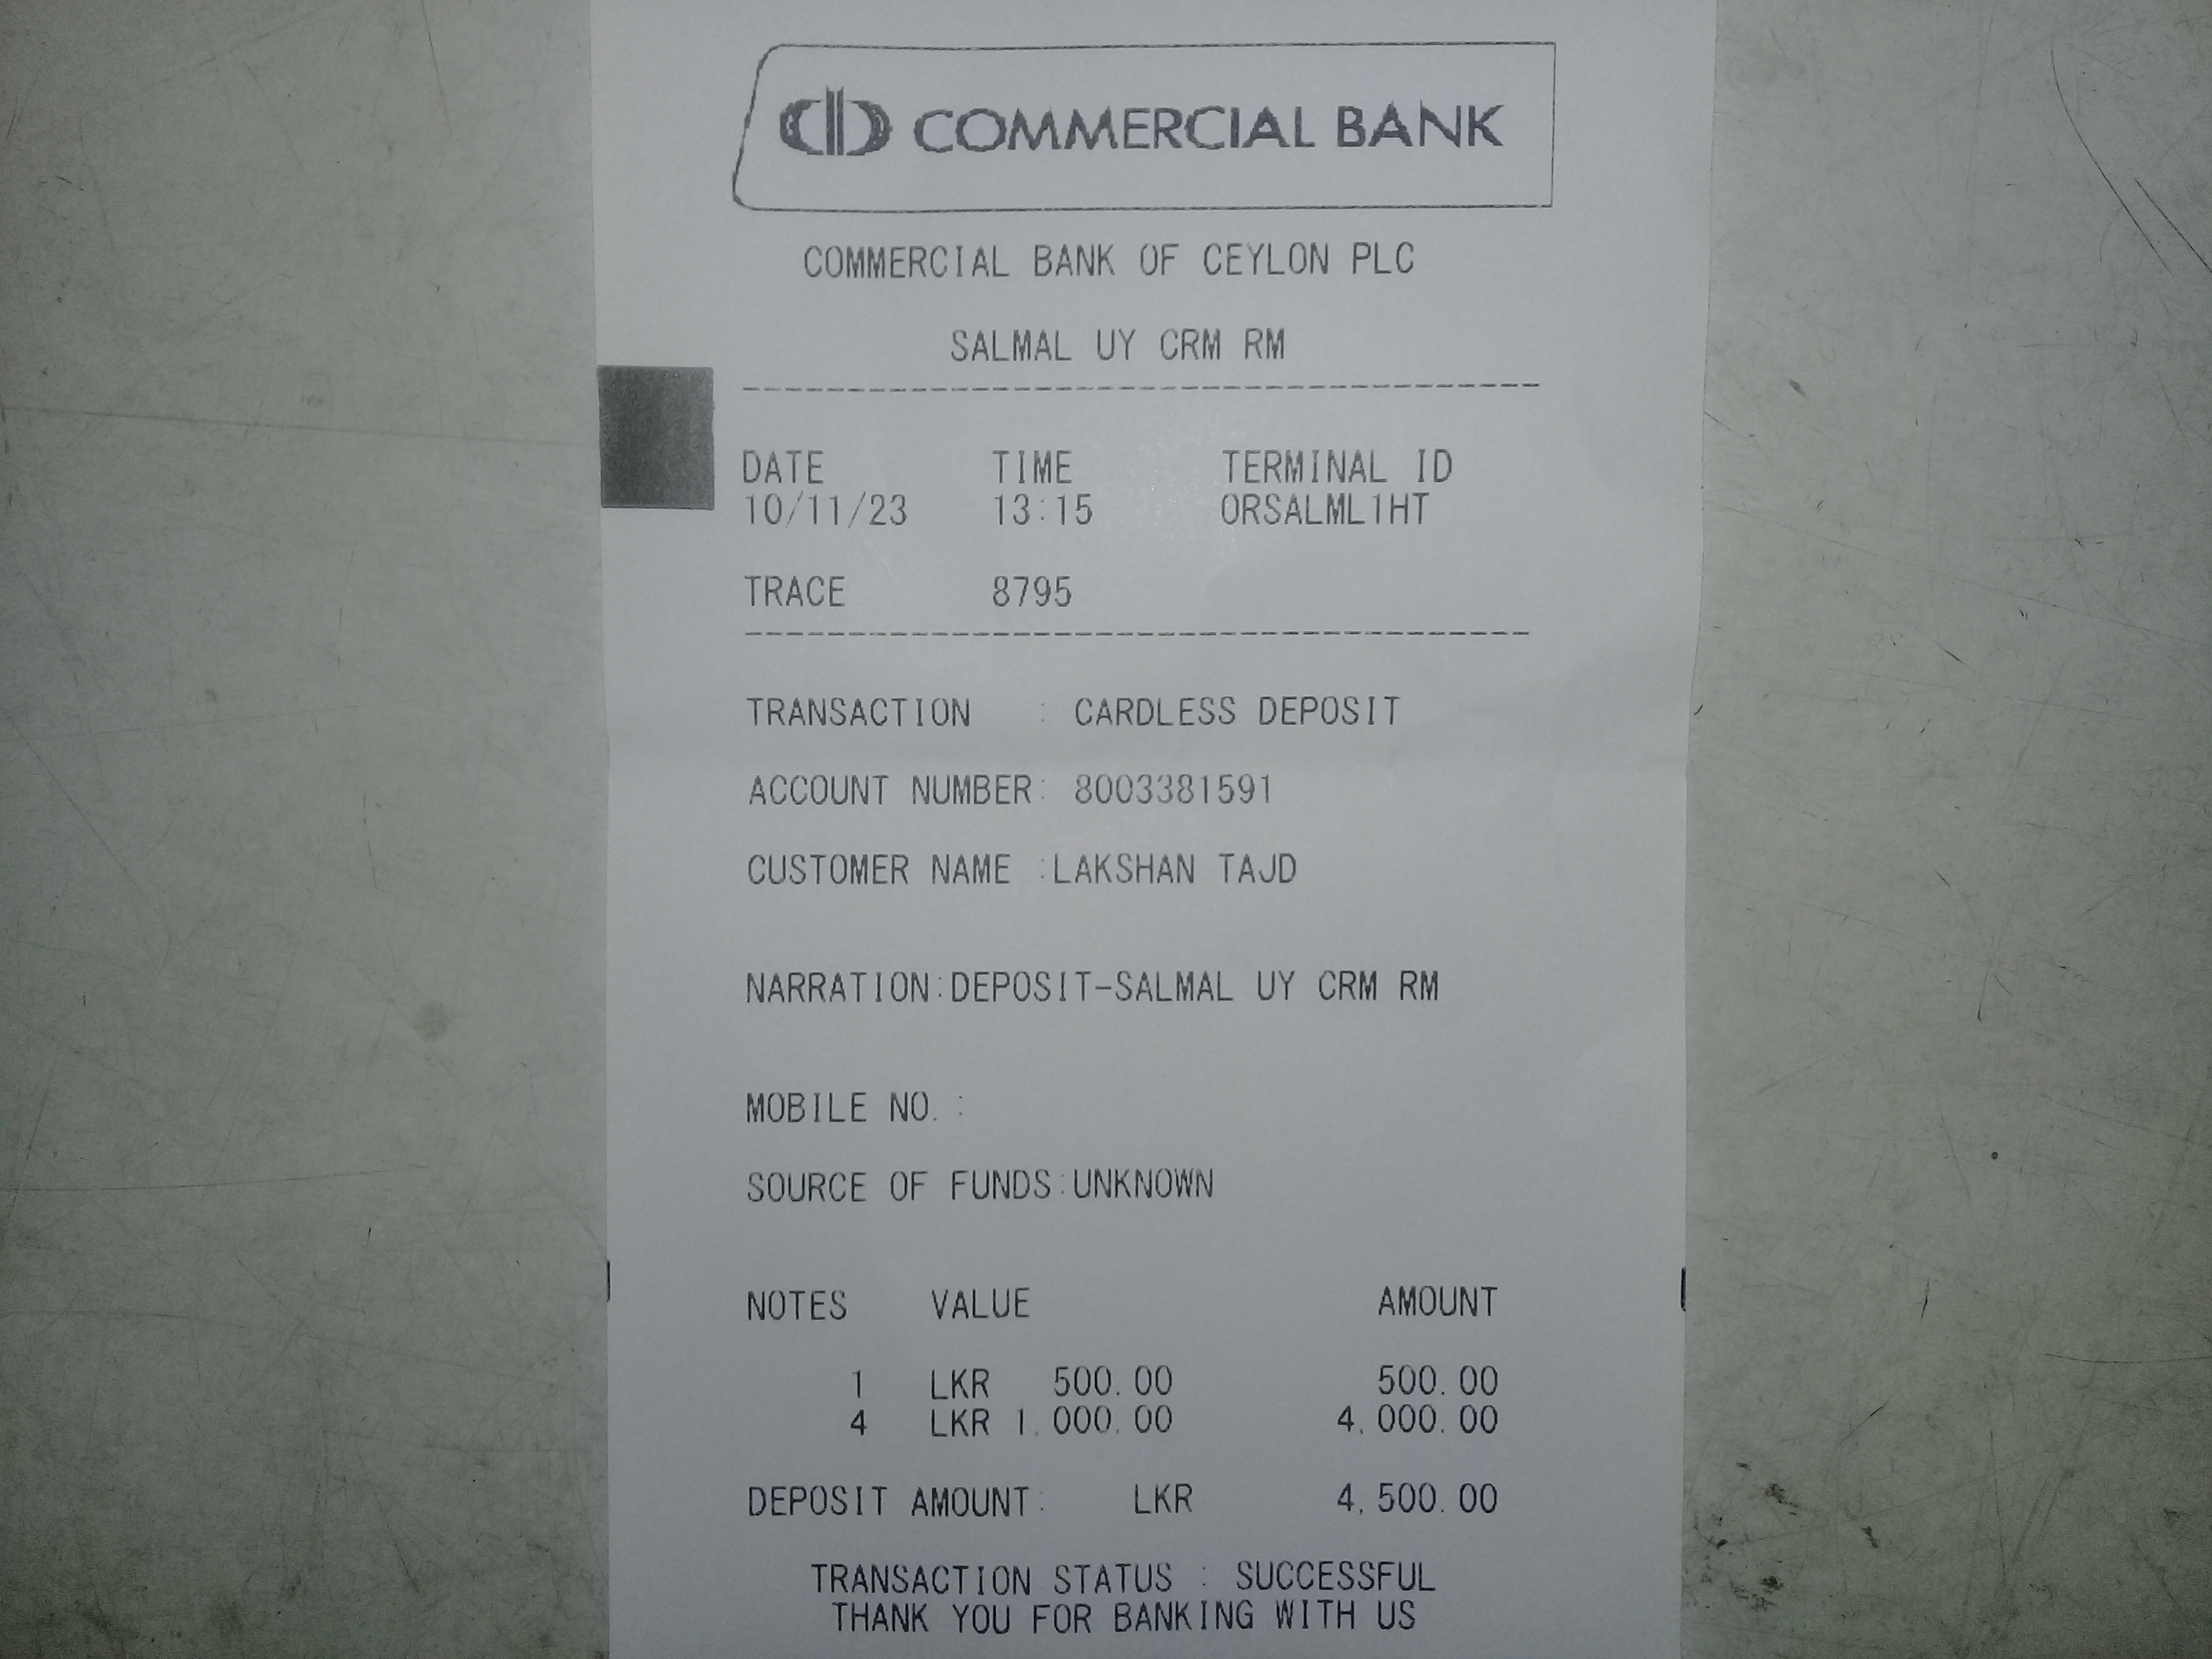 COMMERCIAL BANK
COMMERCIAL BANK OF CEYLON PLC
SALMAL UY CRM RM
DATE TIME TERMINAL ID
10/11/23 13:15 ORSALML1HT
TRACE 8795
TRANSACTION : CARDLESS DEPOSIT
ACCOUNT NUMBER: 8003381591
CUSTOMER NAME :LAKSHAN TAJD
NARRATION:DEPOSIT-SALMAL UY CRM RM
MOBILE NO. :
SOURCE OF FUNDS:UNKNOWN
NOTES VALUE AMOUNT
1 LKR 500.00 500.00
4 LKR 1,000.00 4,000.00
DEPOSIT AMOUNT: LKR 4,500.00
TRANSACTION STATUS : SUCCESSFUL
THANK YOU FOR BANKING WITH US